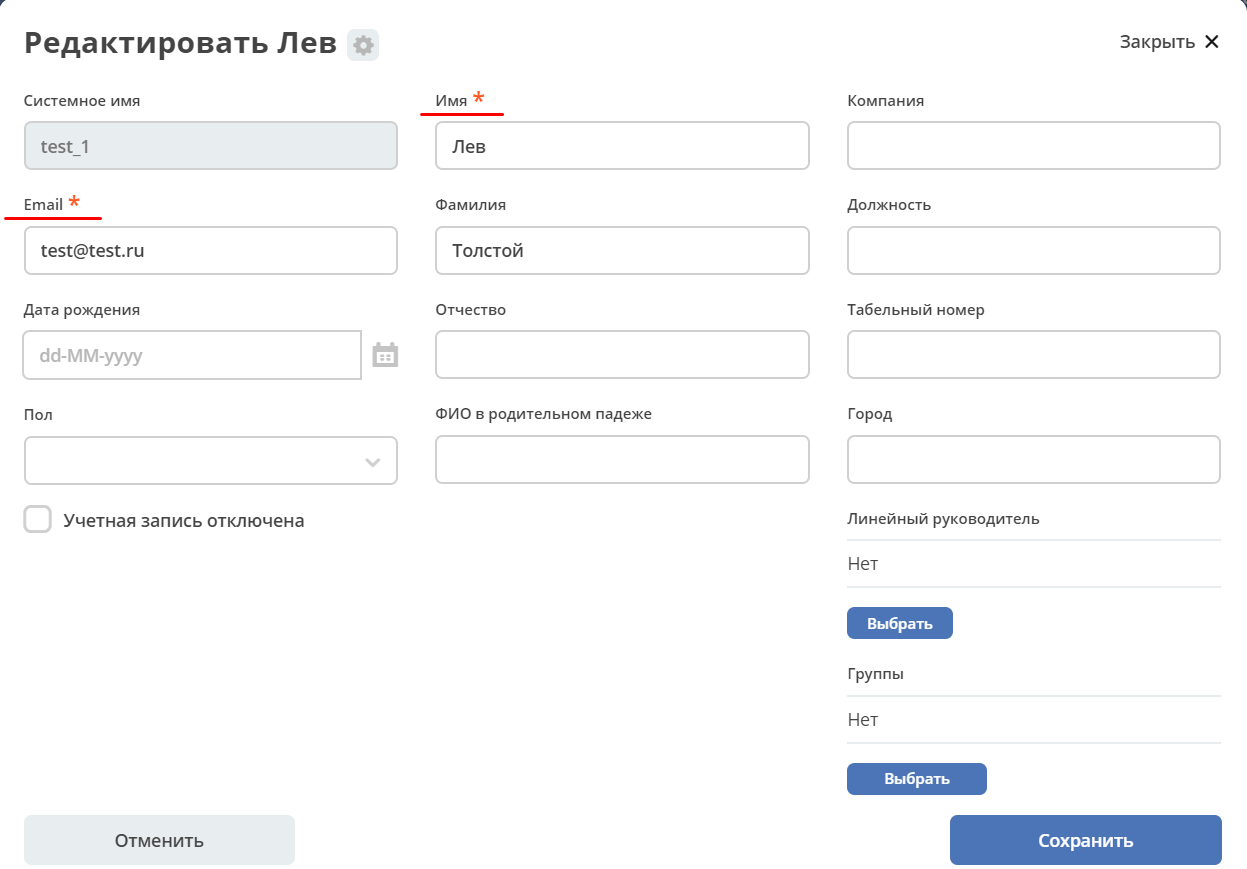 Редактировать Лев
Закрыть ✕
Системное имя
test_1
Email *
test@test.ru
Дата рождения
dd-MM-yyyy
Пол
Учетная запись отключена
Имя *
Лев
Фамилия
Толстой
Отчество
ФИО в родительном падеже
Компания
Должность
Табельный номер
Город
Линейный руководитель
Нет
Выбрать
Группы
Нет
Выбрать
Отменить
Сохранить